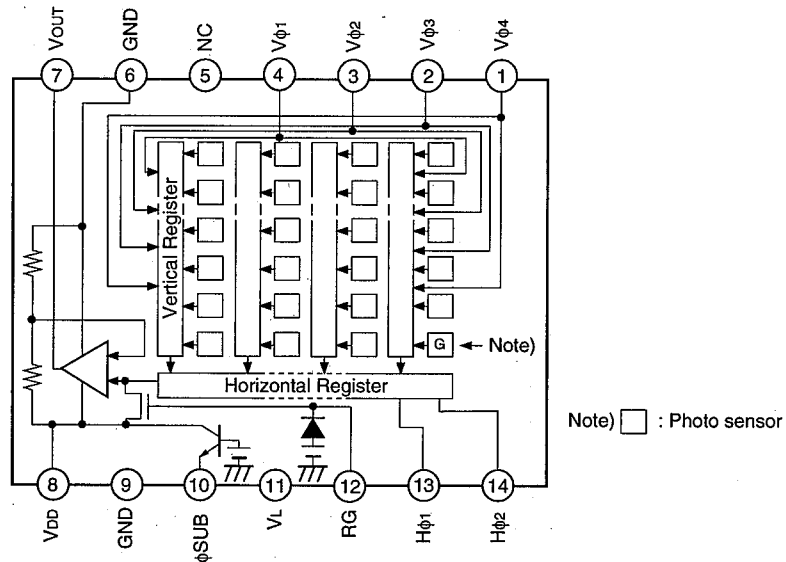 VOUT GND NC Vϕ1 Vϕ2 Vϕ3 Vϕ4
7 6 5 4 3 2 1
Vertical Register
G Note)
Horizontal Register
Note) : Photo sensor
8 9 10 11 12 13 14
VDD GND ϕSUB VL RG Hϕ1 Hϕ2